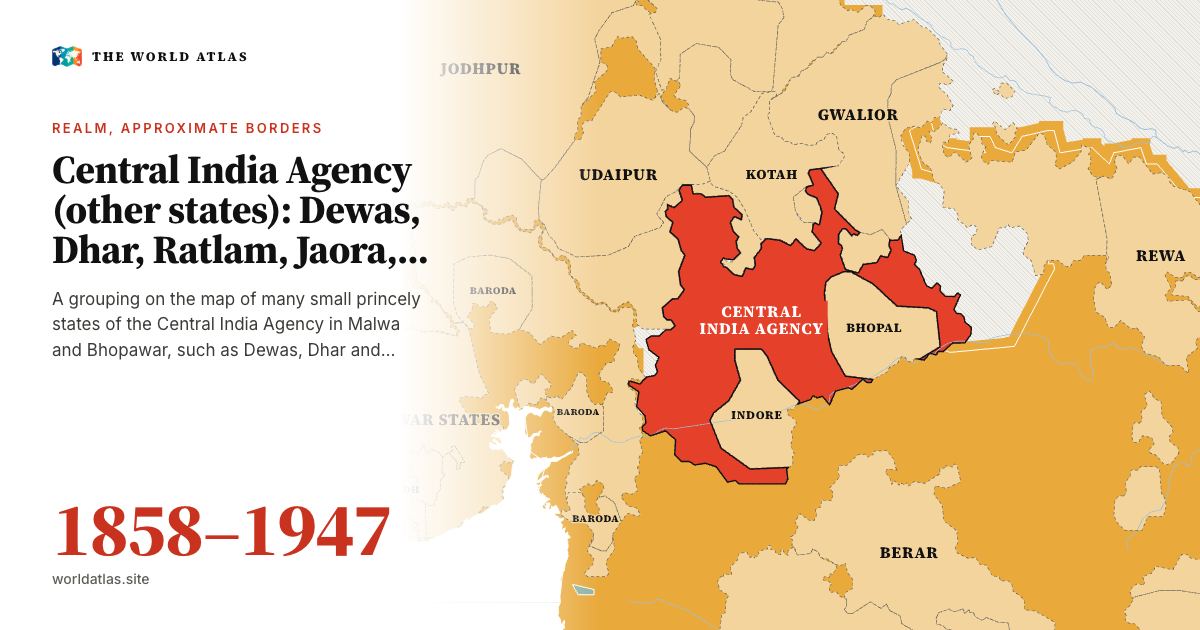 THE WORLD ATLAS
REALM, APPROXIMATE BORDERS
Central India Agency
(other states): Dewas,
Dhar, Ratlam, Jaora,...
A grouping on the map of many small princely
states of the Central India Agency in Malwa
and Bhopawar, such as Dewas, Dhar and...
1858–1947
worldatlas.site
JODHPUR
GWALIOR
UDAIPUR
KOTAH
REWA
BARODA
CENTRAL
INDIA AGENCY
BHOPAL
BARODA
INDORE
AR STATES
BARODA
BERAR